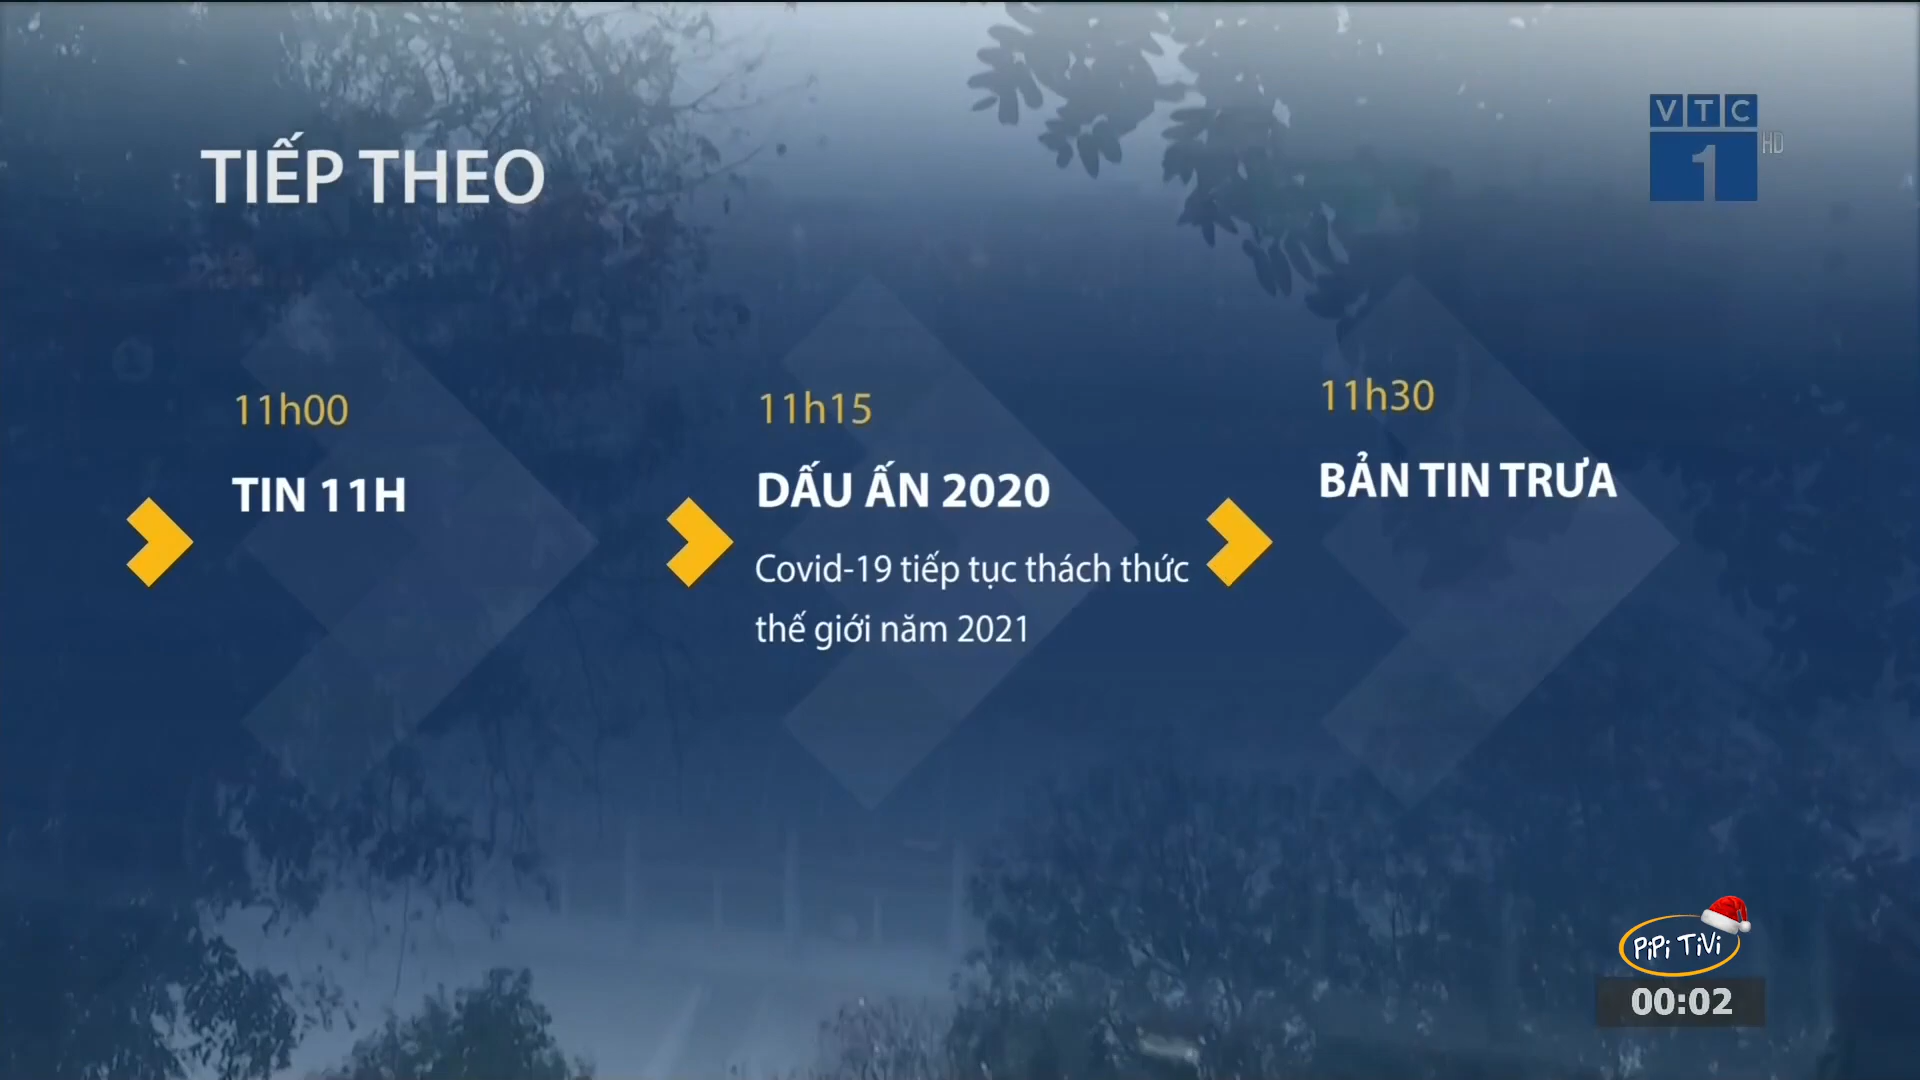 TIẾP THEO
VTC
1
HD
11h00
TIN 11H
11h15
DẤU ẤN 2020
Covid-19 tiếp tục thách thức
thế giới năm 2021
11h30
BẢN TIN TRƯA
PiPi TiVi
00:02